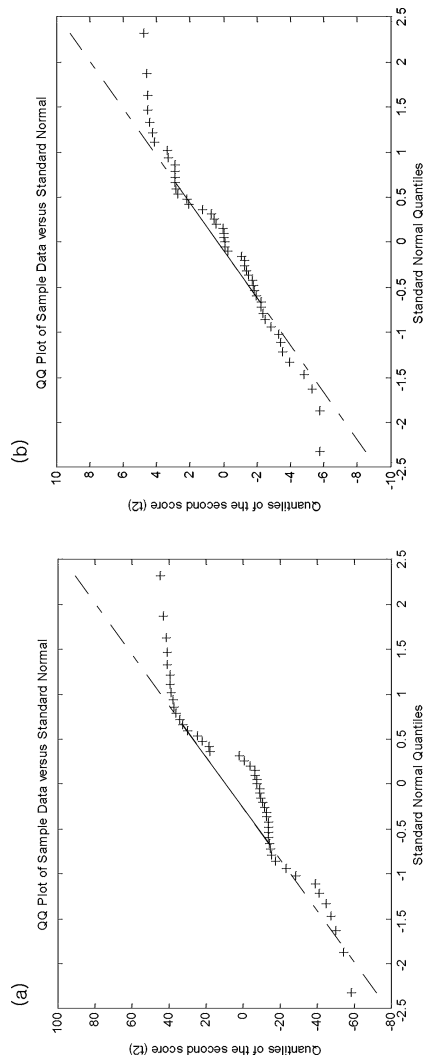 (a)
QQ Plot of Sample Data versus Standard Normal
100
80
60
40
20
0
-20
-40
-60
-80
Quantiles of the second score (t2)
-2.5 -2 -1.5 -1 -0.5 0 0.5 1 1.5 2 2.5
Standard Normal Quantiles
(b)
QQ Plot of Sample Data versus Standard Normal
10
8
6
4
2
0
-2
-4
-6
-8
-10
Quantiles of the second score (t2)
-2.5 -2 -1.5 -1 -0.5 0 0.5 1 1.5 2 2.5
Standard Normal Quantiles